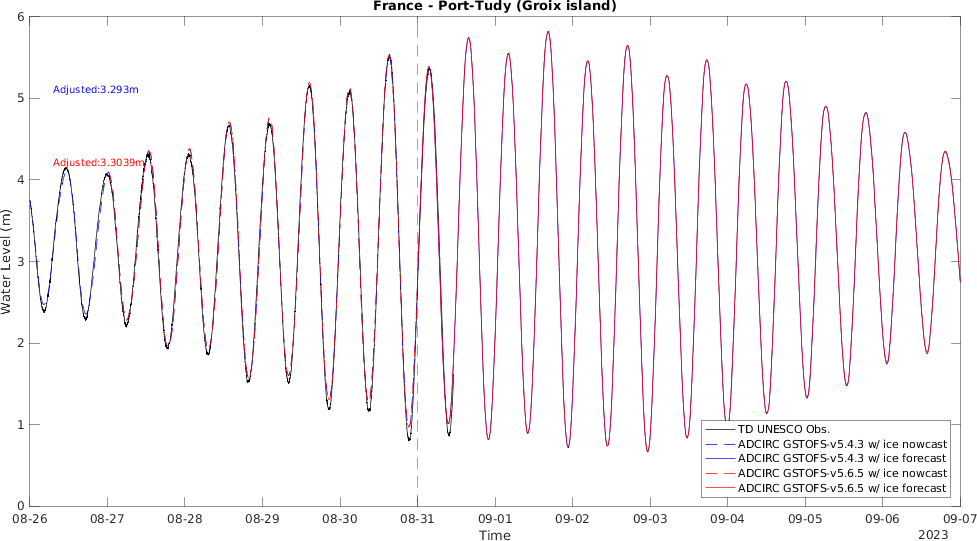 France - Port-Tudy (Groix island)
6
5
4
3
2
1
0
Water Level (m)
Adjusted:3.293m
Adjusted:3.3039m
TD UNESCO Obs.
ADCIRC GSTOFS-v5.4.3 w/ ice nowcast
ADCIRC GSTOFS-v5.4.3 w/ ice forecast
ADCIRC GSTOFS-v5.6.5 w/ ice nowcast
ADCIRC GSTOFS-v5.6.5 w/ ice forecast
08-26 08-27 08-28 08-29 08-30 08-31 09-01 09-02 09-03 09-04 09-05 09-06 09-07
Time
2023